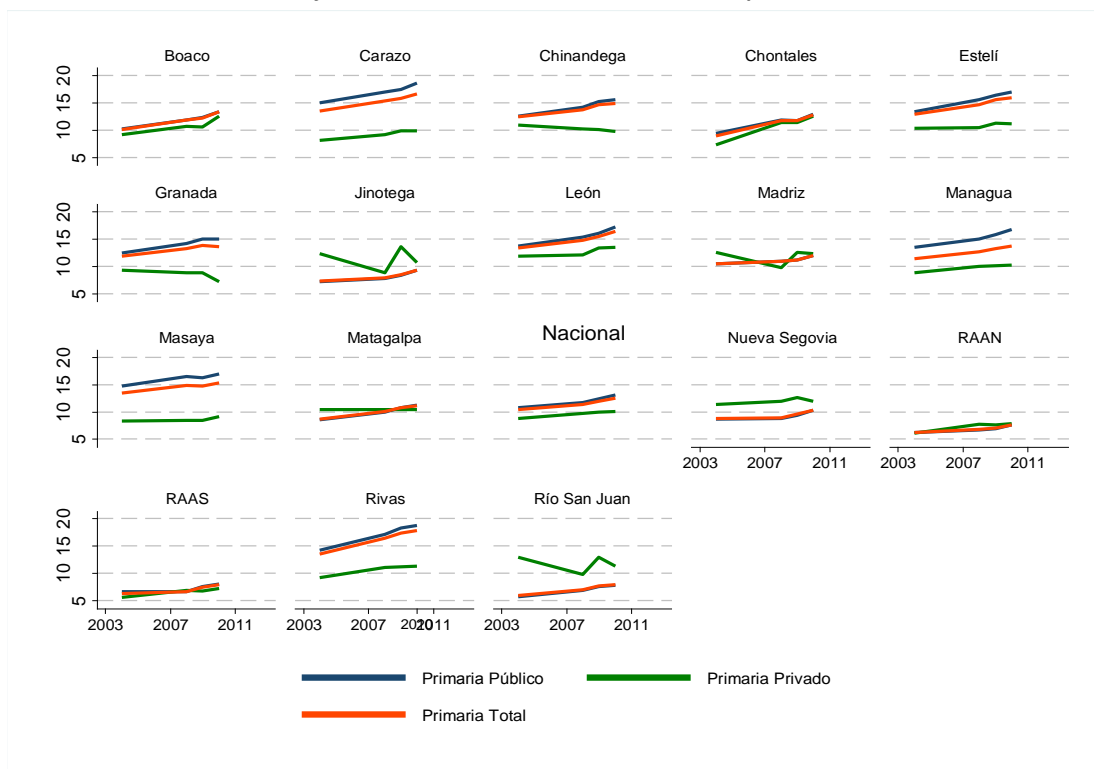 Boaco Carazo Chinandega Chontales Estelí
20
15
10
5
Granada Jinotega León Madriz Managua
20
15
10
5
Masaya Matagalpa Nacional Nueva Segovia RAAN
20
15
10
5
2003 2007 2011 2003 2007 2011
RAAS Rivas Río San Juan
20
15
10
5
2003 2007 2011 2003 2007 2011 2003 2007 2011
Primaria Público Primaria Privado
Primaria Total